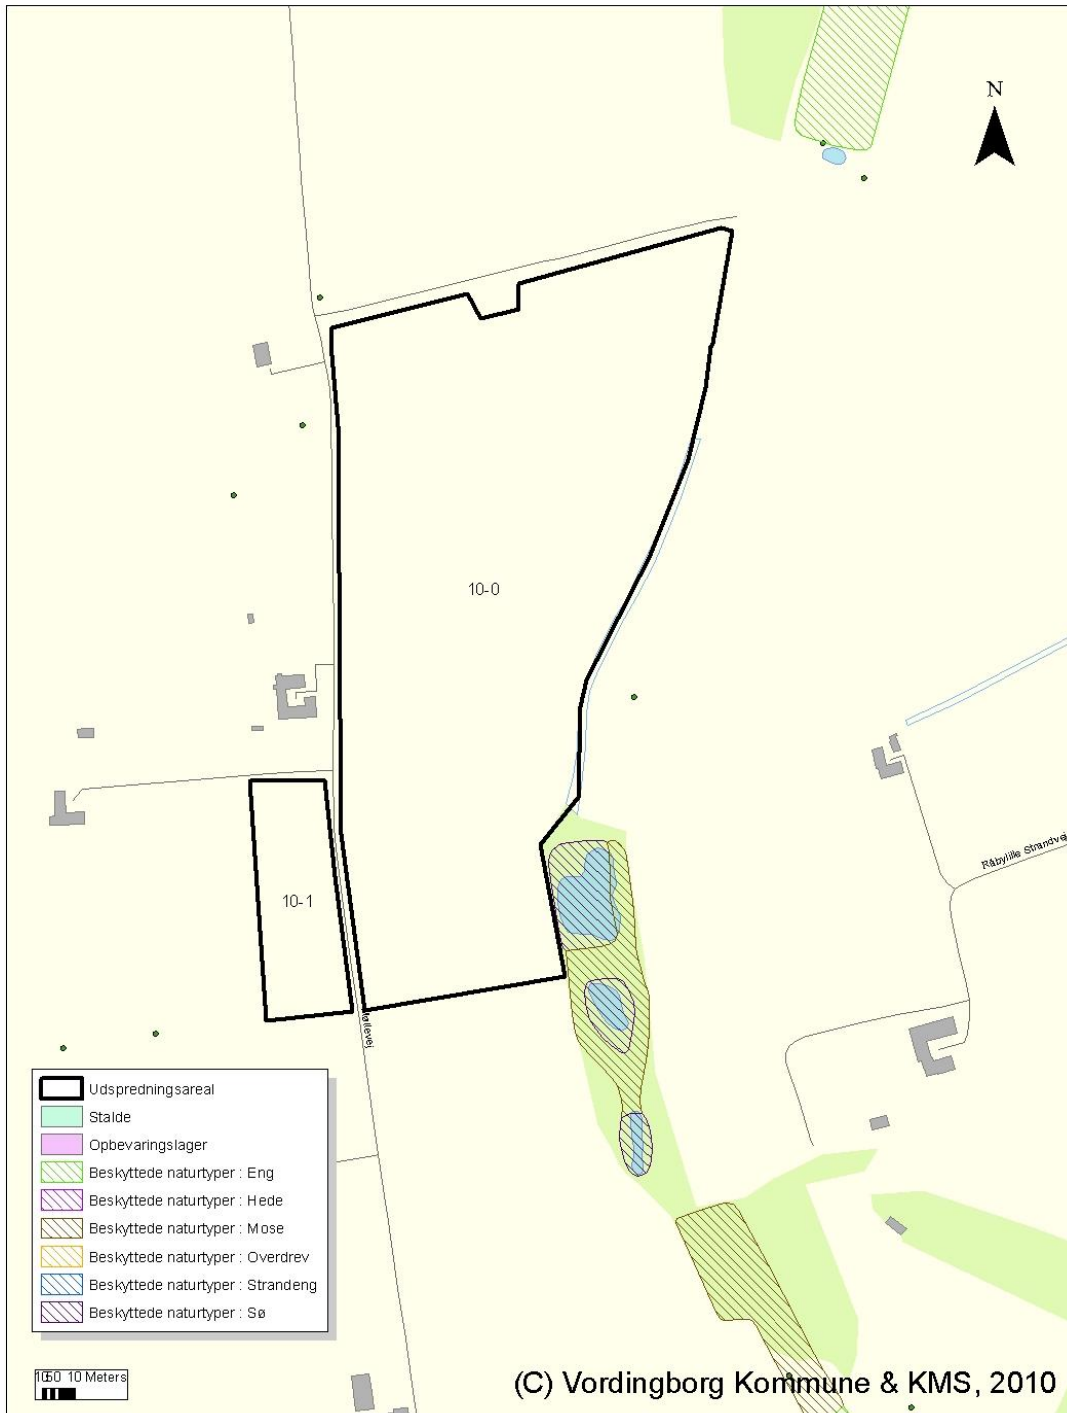 N
10-0
Råbylille Strandvej
10-1
Udspredningsareal
Stalde
Opbevaringslager
Beskyttede naturtyper : Eng
Beskyttede naturtyper : Hede
Beskyttede naturtyper : Mose
Beskyttede naturtyper : Overdrev
Beskyttede naturtyper : Strandeng
Beskyttede naturtyper : Sø
10 Meters
(C) Vordingborg Kommune & KMS, 2010